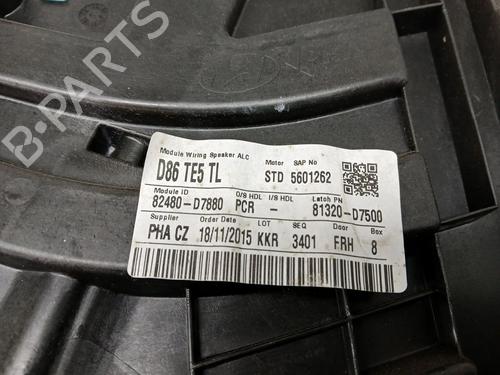 Module Wiring Speaker ALC Motor SAP No
D86 TE5 TL STD 5601262
Module ID O/S HDL I/S HDL Latch PN
82480-D7880 PCR - 81320-D7500
Supplier Order Date LOT SEQ Door Box
PHA CZ 18/11/2015 KKR 3401 FRH 8
B PARTS